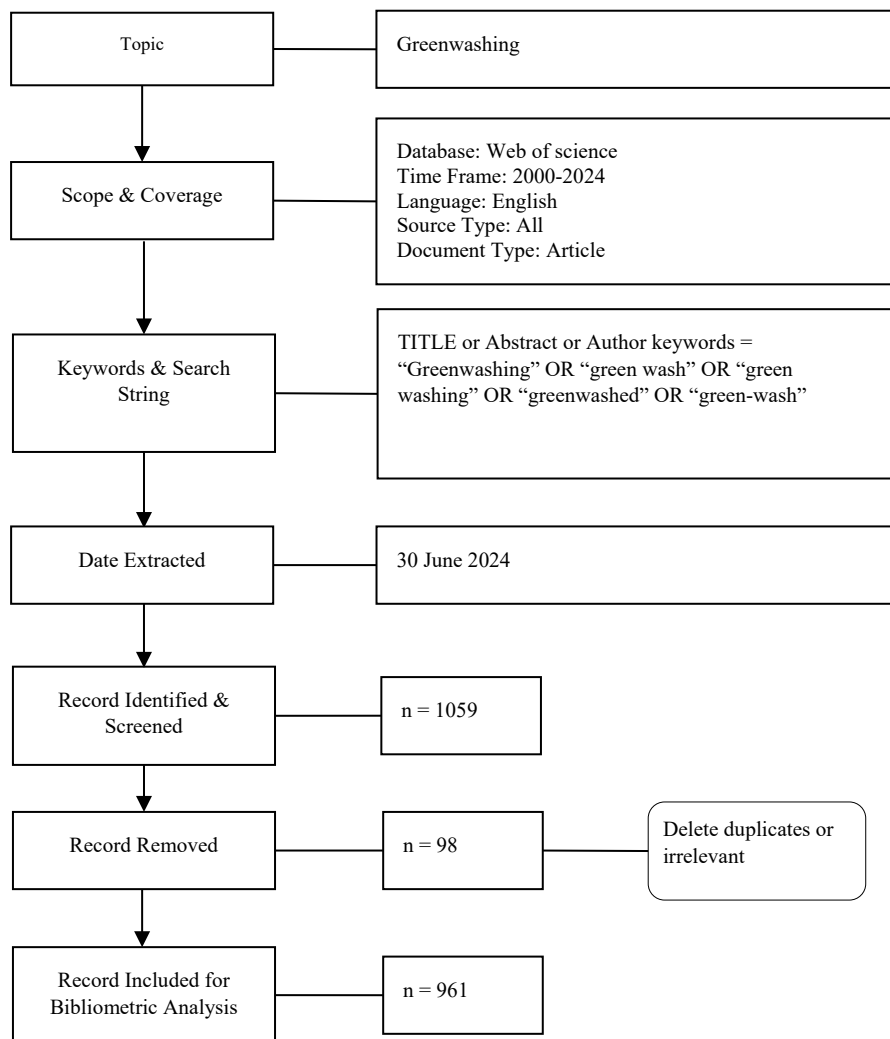 Topic
Greenwashing
Scope & Coverage
Database: Web of science
Time Frame: 2000-2024
Language: English
Source Type: All
Document Type: Article
Keywords & Search
String
TITLE or Abstract or Author keywords =
“Greenwashing” OR “green wash” OR “green
washing” OR “greenwashed” OR “green-wash”
Date Extracted
30 June 2024
Record Identified &
Screened
n = 1059
Record Removed
n = 98
Delete duplicates or
irrelevant
Record Included for
Bibliometric Analysis
n = 961